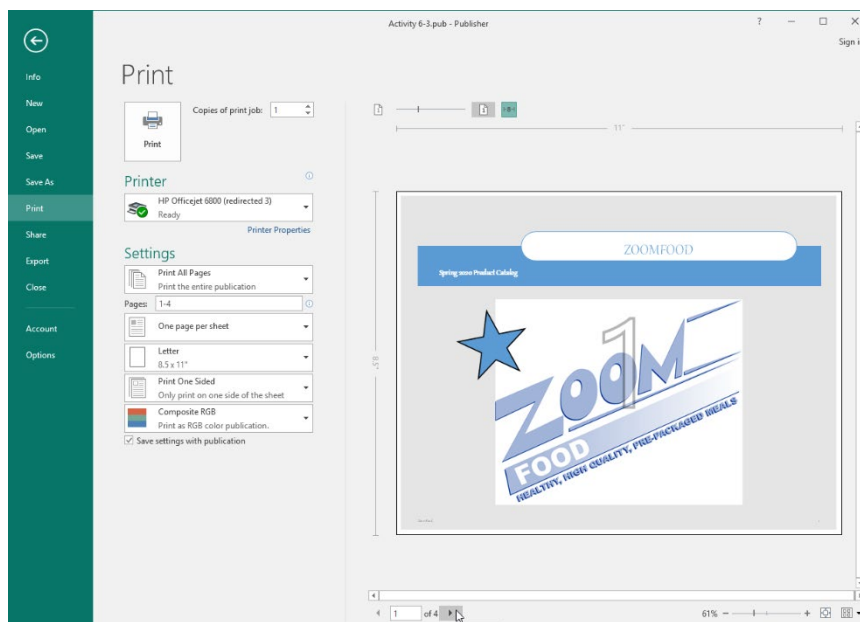 Activity 6-3.pub - Publisher
?
Sign i
Info
New
Open
Save
Save As
Print
Share
Export
Close
Account
Options
Print
Print
Copies of print job: 1
Printer
HP Officejet 6800 (redirected 3)
Ready
Printer Properties
Settings
Print All Pages
Print the entire publication
Pages: 1-4
One page per sheet
Letter
8.5 x 11"
Print One Sided
Only print on one side of the sheet
Composite RGB
Print as RGB color publication.
Save settings with publication
11"
8.5"
ZOOMFOOD
Product Catalog
1
ZOOM
FOOD
HEALTHY, HIGH QUALITY, PRE-PACKAGED MEALS
1 of 4
61%